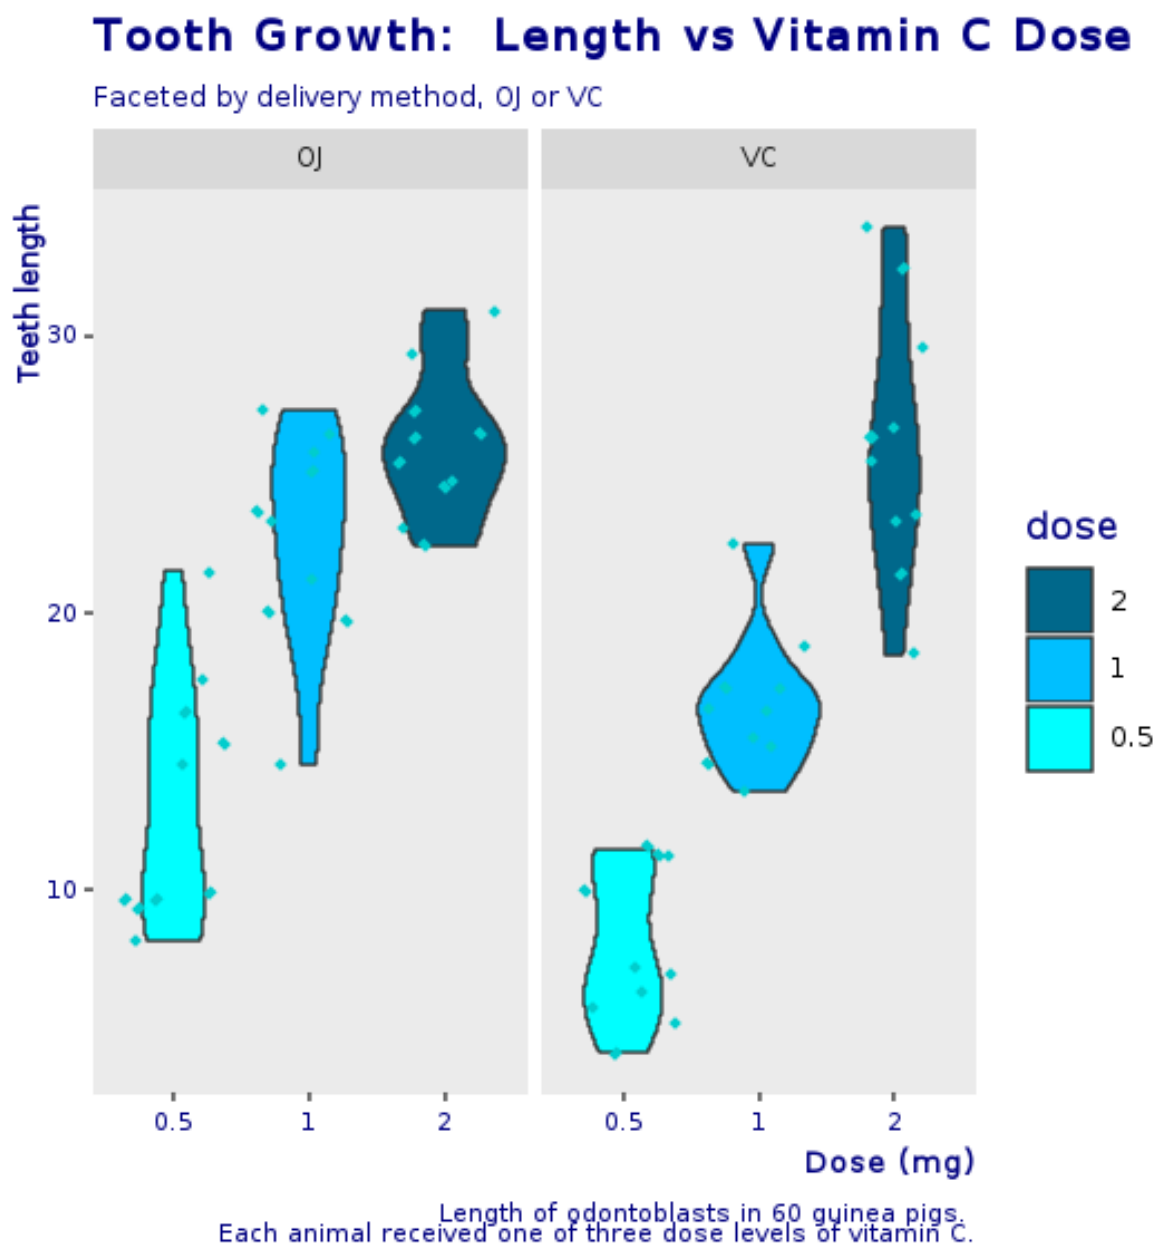 Tooth Growth:  Length vs Vitamin C Dose
Faceted by delivery method, OJ or VC
OJ
VC
Teeth length
30
20
10
0.5
1
2
0.5
1
2
Dose (mg)
dose
2
1
0.5
Length of odontoblasts in 60 guinea pigs.
Each animal received one of three dose levels of vitamin C.